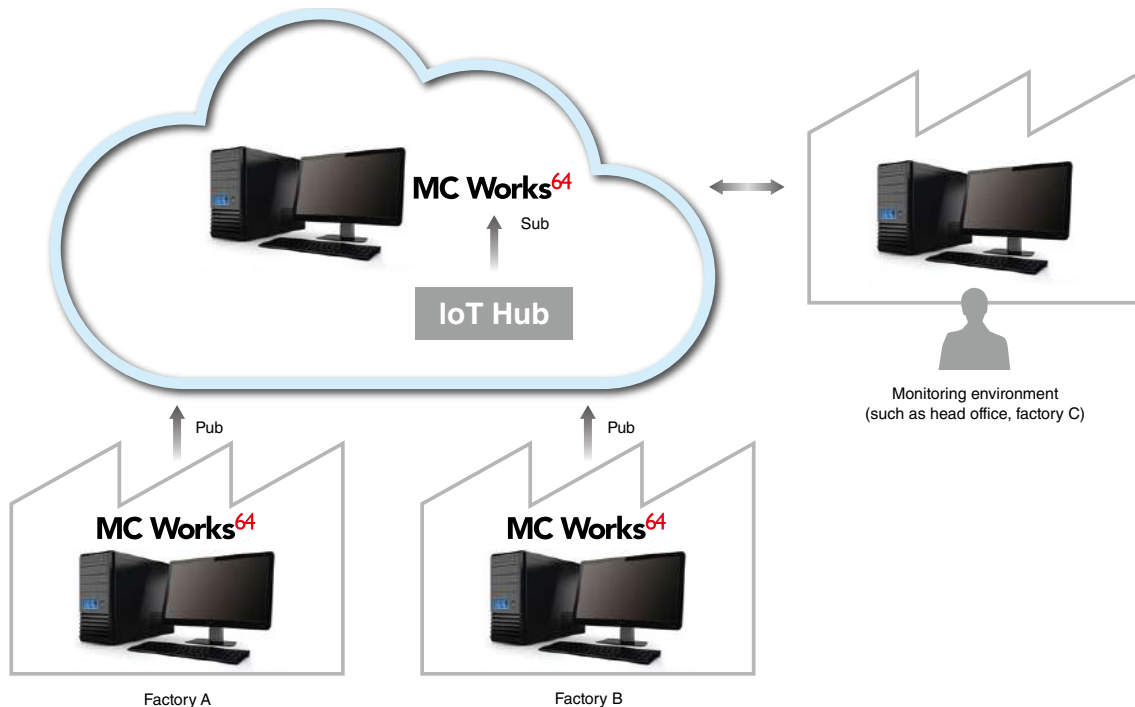 MC Works64
Sub
IoT Hub
Monitoring environment
(such as head office, factory C)
Pub
Pub
MC Works64
MC Works64
Factory A
Factory B